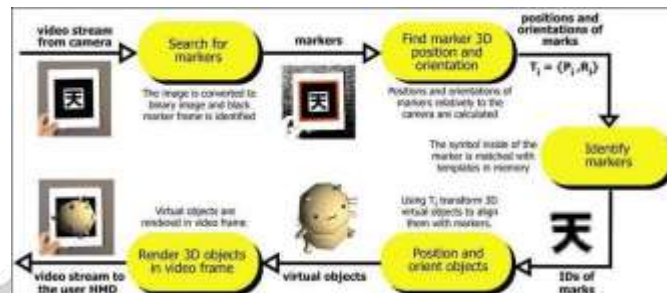 video stream
from camera
Search for
markers
markers
Find marker 3D
position and
orientation
positions and
orientations of
marks
The image is converted to
binary image and black
marker frame is identified
Positions and orientations of
markers relatively to the
camera are calculated
The symbol inside of the
marker is matched with
templates in memory
Identify
markers
天
天
Virtual objects are
rendered in video frame
Using Ti transform 3D
virtual objects to align
them with markers.
天
Render 3D objects
in video frame
Position and
orient objects
video stream to
the user HMD
virtual objects
IDs of
marks